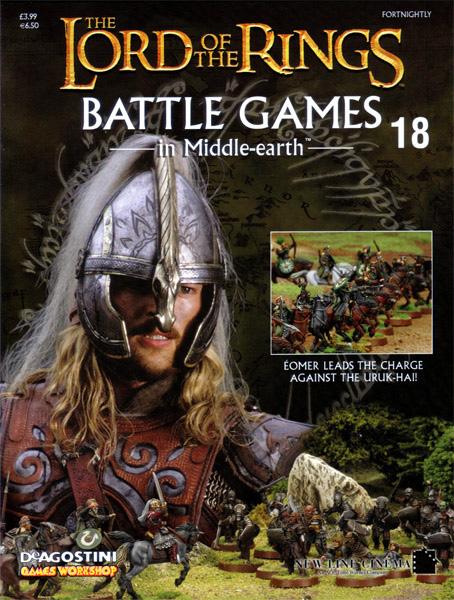 £3.99
€6.50
FORTNIGHTLY
THE
LORD OF THE RINGS
BATTLE GAMES
in Middle-earth™
18
ÉOMER LEADS THE CHARGE
AGAINST THE URUK-HAI!
DeAGOSTINI
GAMES WORKSHOP
NEW LINE CINEMA